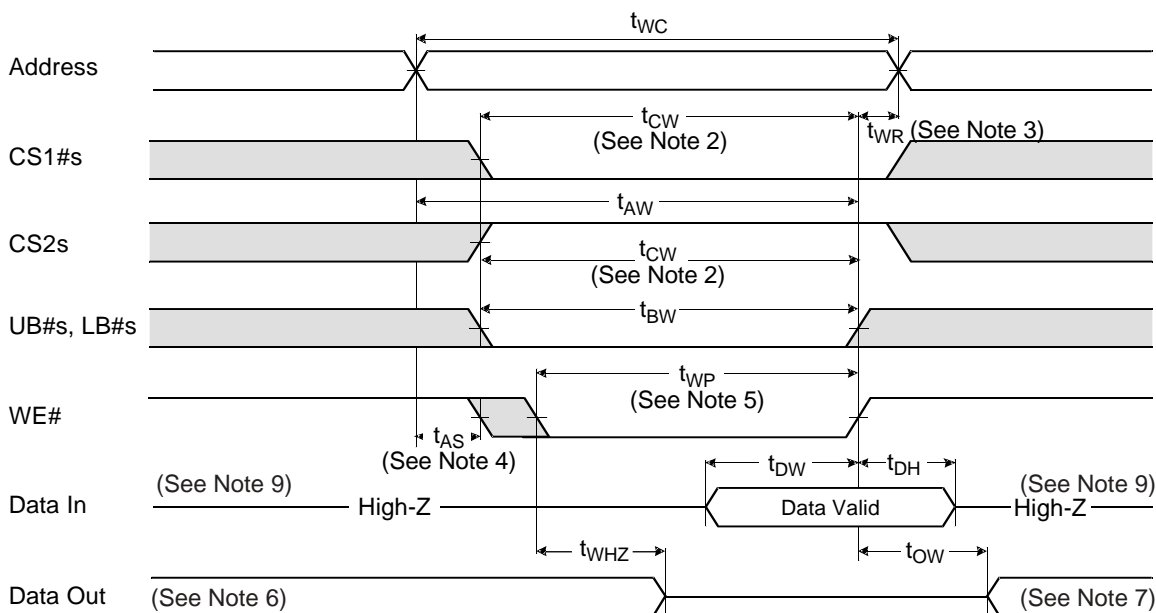 tWC
Address
tCW
(See Note 2)
tWR (See Note 3)
CS1#s
tAW
CS2s
tCW
(See Note 2)
UB#s, LB#s
tBW
tWP
(See Note 5)
WE#
tAS
(See Note 4)
tDW
tDH
(See Note 9)
(See Note 9)
Data In
High-Z
Data Valid
High-Z
tWHZ
tOW
Data Out
(See Note 6)
(See Note 7)